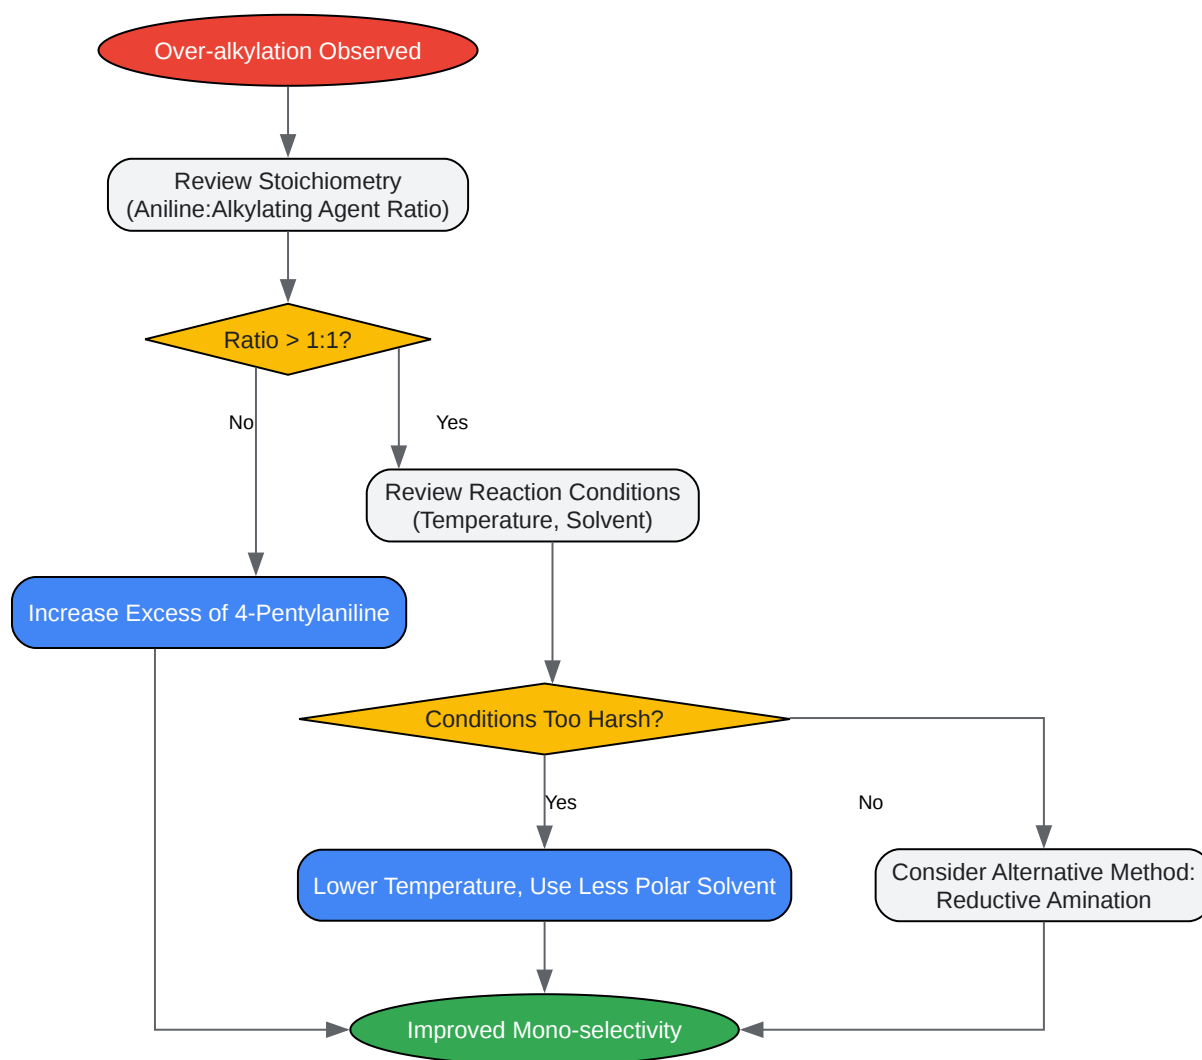 Over-alkylation Observed
Review Stoichiometry
(Aniline:Alkylating Agent Ratio)
Ratio > 1:1?
No
Yes
Review Reaction Conditions
(Temperature, Solvent)
Increase Excess of 4-Pentylaniline
Conditions Too Harsh?
Yes
No
Lower Temperature, Use Less Polar Solvent
Consider Alternative Method:
Reductive Amination
Improved Mono-selectivity